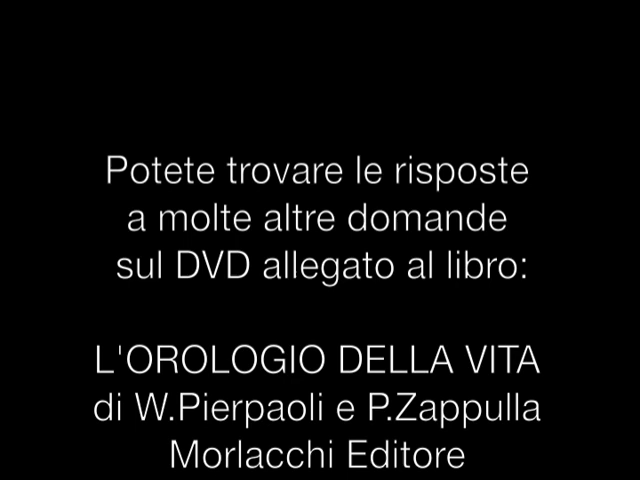 Potete trovare le risposte
a molte altre domande
sul DVD allegato al libro:
L'OROLOGIO DELLA VITA
di W.Pierpaoli e P.Zappulla
Morlacchi Editore